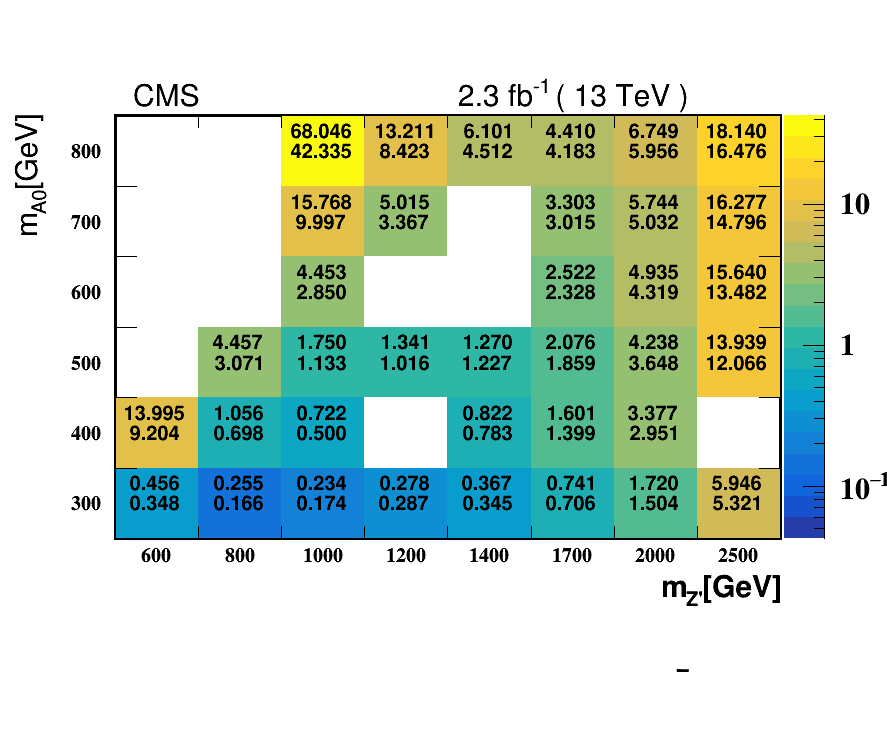 CMS 2.3 fb-1 ( 13 TeV )
mA0[GeV]
800 68.046 13.211 6.101 4.410 6.749 18.140
42.335 8.423 4.512 4.183 5.956 16.476
700 15.768 5.015 3.303 5.744 16.277
9.997 3.367 3.015 5.032 14.796
10
600 4.453 2.522 4.935 15.640
2.850 2.328 4.319 13.482
500 4.457 1.750 1.341 1.270 2.076 4.238 13.939
3.071 1.133 1.016 1.227 1.859 3.648 12.066
1
400 13.995 1.056 0.722 0.822 1.601 3.377
9.204 0.698 0.500 0.783 1.399 2.951
300 0.456 0.255 0.234 0.278 0.367 0.741 1.720 5.946
0.348 0.166 0.174 0.287 0.345 0.706 1.504 5.321
10−1
600 800 1000 1200 1400 1700 2000 2500
mZ'[GeV]